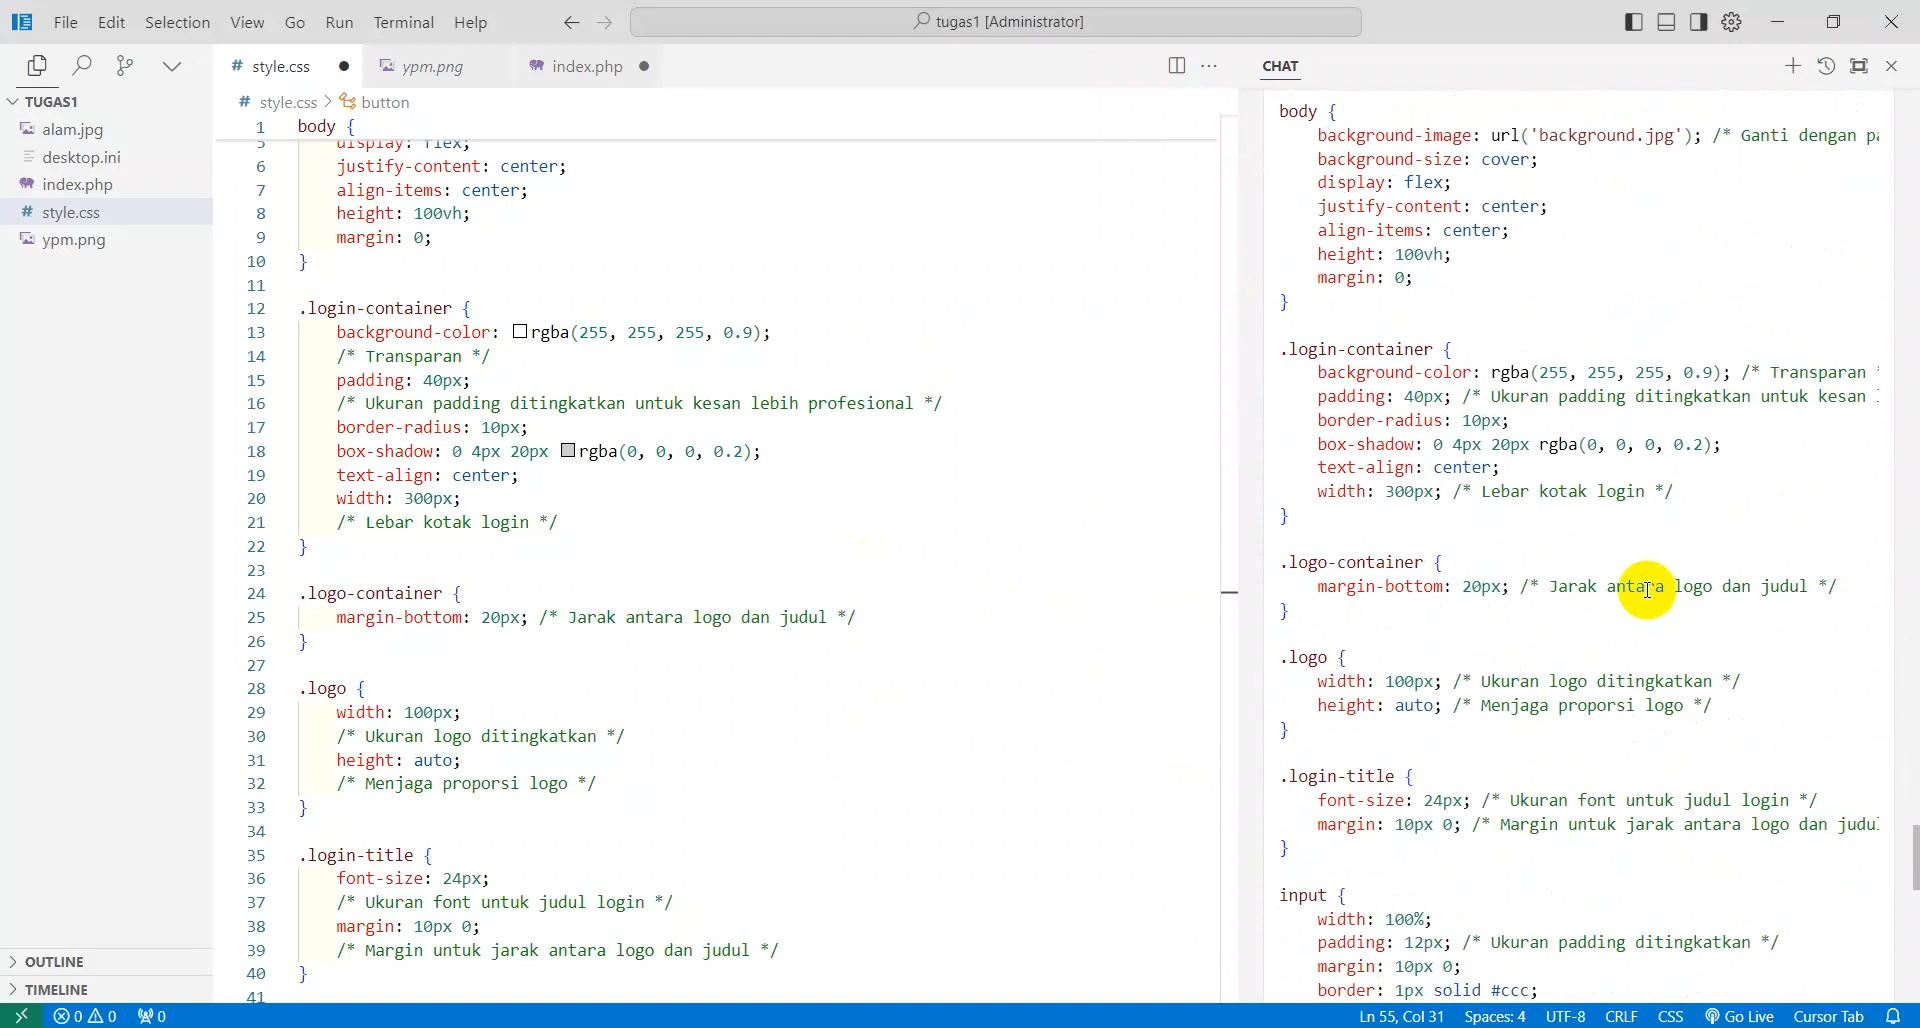 File Edit Selection View Go Run Terminal Help
tugas1 [Administrator]
style.css
ypm.png
index.php
CHAT
TUGAS1
alam.jpg
desktop.ini
index.php
style.css
ypm.png
OUTLINE
TIMELINE
style.css > button
1 body {
5 display: flex;
6 justify-content: center;
7 align-items: center;
8 height: 100vh;
9 margin: 0;
10 }
11
12 .login-container {
13 background-color: rgba(255, 255, 255, 0.9);
14 /* Transparan */
15 padding: 40px;
16 /* Ukuran padding ditingkatkan untuk kesan lebih profesional */
17 border-radius: 10px;
18 box-shadow: 0 4px 20px rgba(0, 0, 0, 0.2);
19 text-align: center;
20 width: 300px;
21 /* Lebar kotak login */
22 }
23
24 .logo-container {
25 margin-bottom: 20px; /* Jarak antara logo dan judul */
26 }
27
28 .logo {
29 width: 100px;
30 /* Ukuran logo ditingkatkan */
31 height: auto;
32 /* Menjaga proporsi logo */
33 }
34
35 .login-title {
36 font-size: 24px;
37 /* Ukuran font untuk judul login */
38 margin: 10px 0;
39 /* Margin untuk jarak antara logo dan judul */
40 }
41
body {
background-image: url('background.jpg'); /* Ganti dengan
background-size: cover;
display: flex;
justify-content: center;
align-items: center;
height: 100vh;
margin: 0;
}
.login-container {
background-color: rgba(255, 255, 255, 0.9); /* Transparan
padding: 40px; /* Ukuran padding ditingkatkan untuk kesan
border-radius: 10px;
box-shadow: 0 4px 20px rgba(0, 0, 0, 0.2);
text-align: center;
width: 300px; /* Lebar kotak login */
}
.logo-container {
margin-bottom: 20px; /* Jarak antara logo dan judul */
}
.logo {
width: 100px; /* Ukuran logo ditingkatkan */
height: auto; /* Menjaga proporsi logo */
}
.login-title {
font-size: 24px; /* Ukuran font untuk judul login */
margin: 10px 0; /* Margin untuk jarak antara logo dan
}
input {
width: 100%;
padding: 12px; /* Ukuran padding ditingkatkan */
margin: 10px 0;
border: 1px solid #ccc;
0 0 0
Ln 55, Col 31 Spaces: 4 UTF-8 CRLF CSS Go Live Cursor Tab